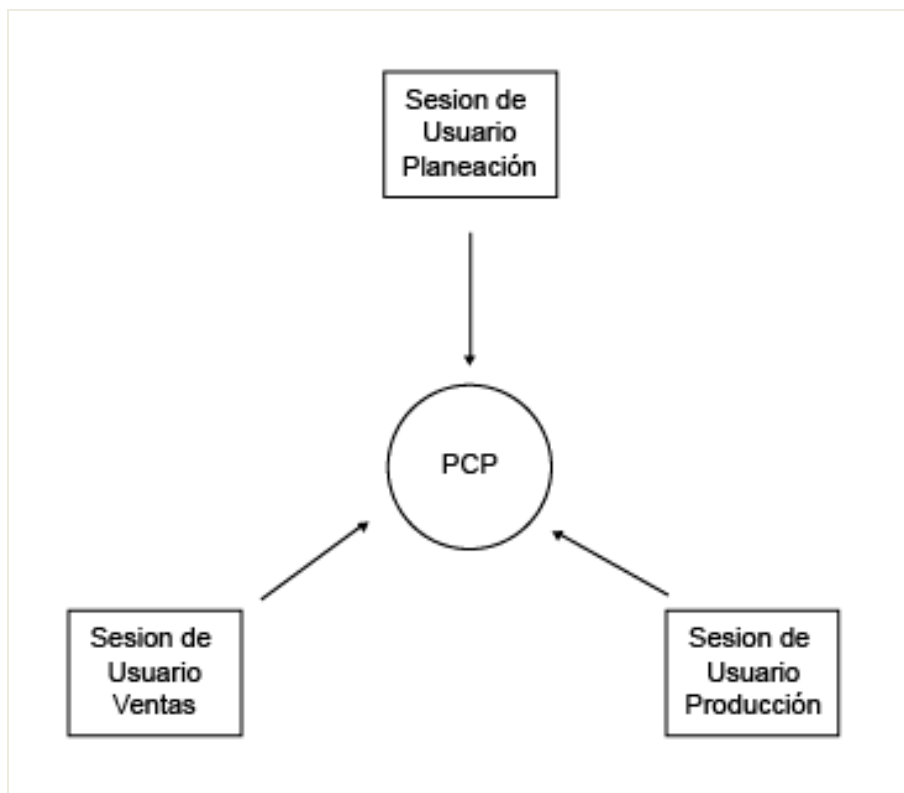 Sesion de
Usuario
Planeación
PCP
Sesion de
Usuario
Ventas
Sesion de
Usuario
Producción